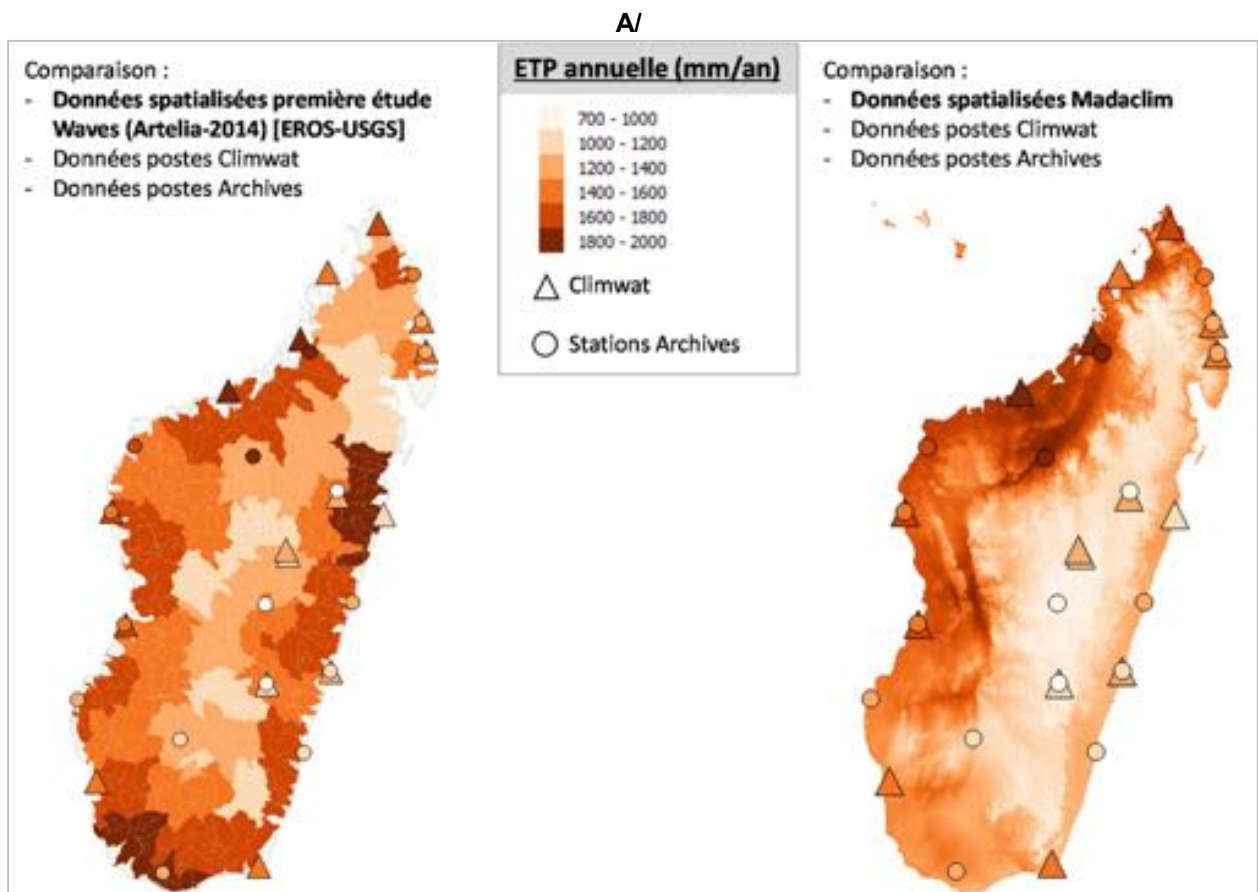 A/
Comparaison :
- Données spatialisées première étude
Waves (Artelia-2014) [EROS-USGS]
- Données postes Climwat
- Données postes Archives
ETP annuelle (mm/an)
700 - 1000
1000 - 1200
1200 - 1400
1400 - 1600
1600 - 1800
1800 - 2000
Climwat
Stations Archives
Comparaison :
- Données spatialisées Madaclim
- Données postes Climwat
- Données postes Archives